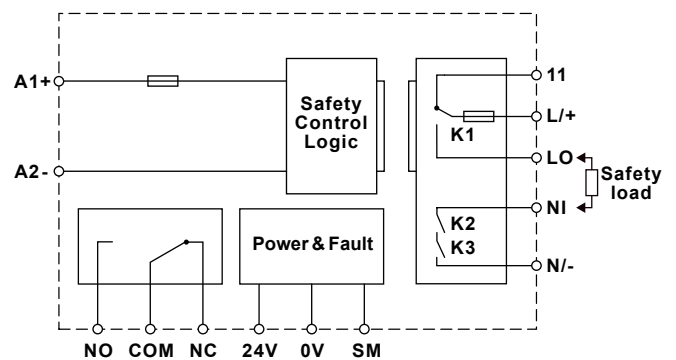 A1+
A2-
Safety
Control
Logic
K1
K2
K3
11
L/+
LO
NI
N/-
Safety
load
Power & Fault
NO COM NC 24V 0V SM